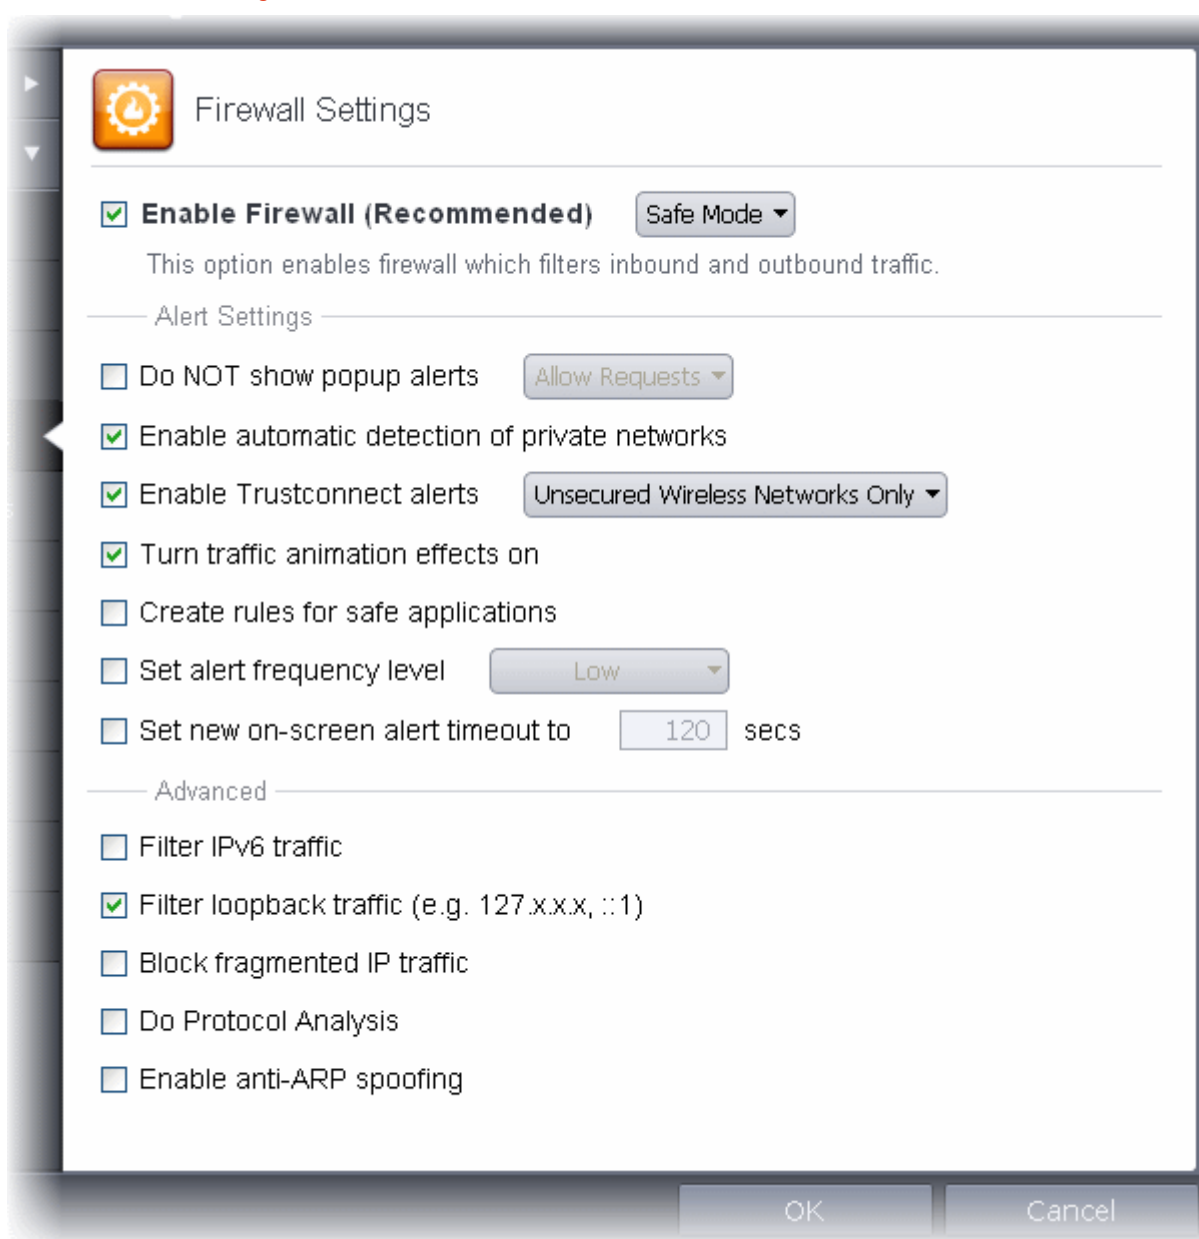 Firewall Settings
Enable Firewall (Recommended) Safe Mode
This option enables firewall which filters inbound and outbound traffic.
Alert Settings
Do NOT show popup alerts Allow Requests
Enable automatic detection of private networks
Enable Trustconnect alerts Unsecured Wireless Networks Only
Turn traffic animation effects on
Create rules for safe applications
Set alert frequency level Low
Set new on-screen alert timeout to 120 secs
Advanced
Filter IPv6 traffic
Filter loopback traffic (e.g. 127.x.x.x, ::1)
Block fragmented IP traffic
Do Protocol Analysis
Enable anti-ARP spoofing
OK Cancel